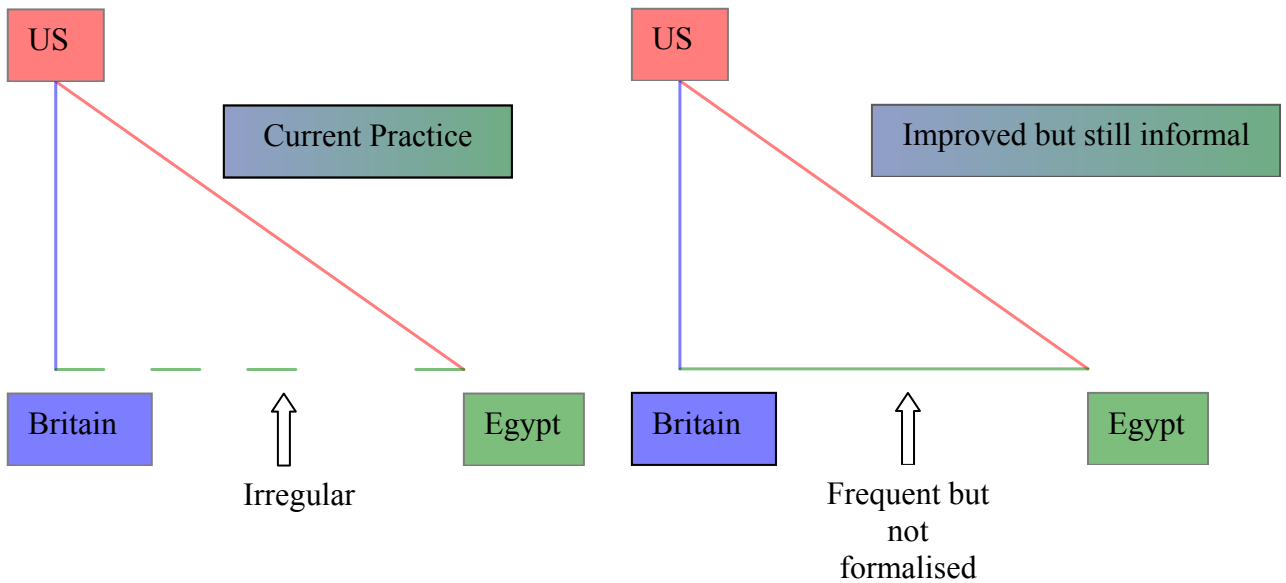 US
Current Practice
Britain
Egypt
Irregular
US
Improved but still informal
Britain
Egypt
Frequent but
not
formalised